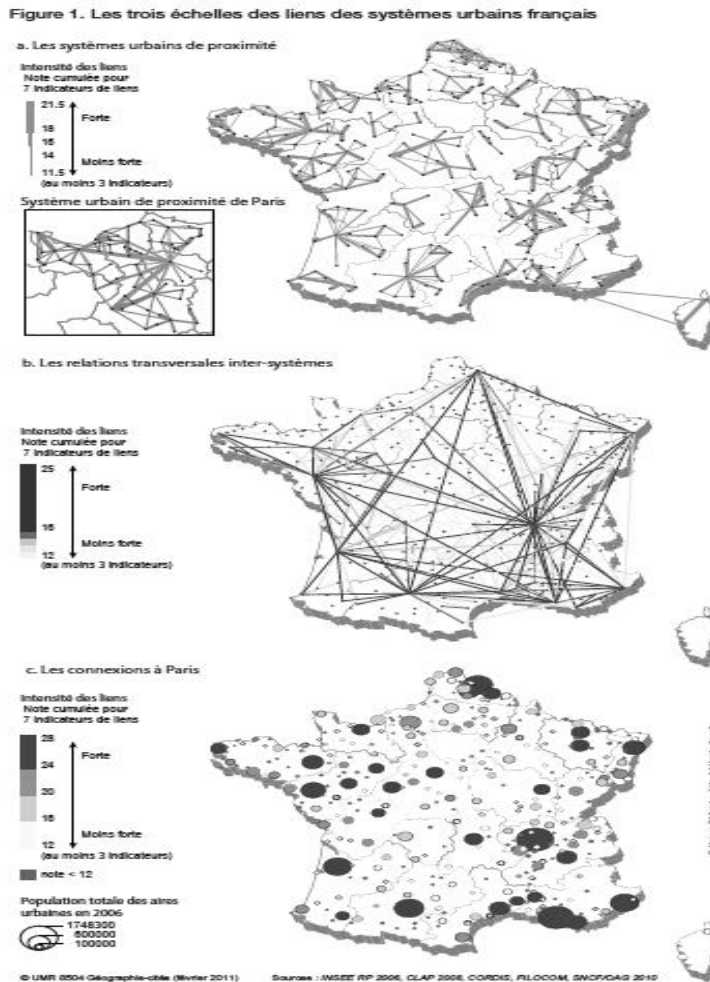 Figure 1. Les trois échelles des liens des systèmes urbains français
a. Les systèmes urbains de proximité
Intensité des liens
Note cumulée pour
7 indicateurs de lien
21.5
Forte
18
16
14
Moins forte
11.5
(au moins 3 indicateurs)
Système urbain de proximité de Paris
b. Les relations transversales inter-systèmes
Intensité des liens
Note cumulée pour
7 indicateurs de lien
25
Forte
16
Moins forte
12
(au moins 3 indicateurs)
c. Les connexions à Paris
Intensité des liens
Note cumulée pour
7 indicateurs de lien
28
Forte
24
20
16
Moins forte
12
(au moins 3 indicateurs)
note < 12
Population totale des aires
urbaines en 2006
1748300
600000
100000
© UMR 8504 Géographie-cités (février 2011) Sources : INSEE RP 2006, CLAP 2006, CORDIS, FILOCOM, SNCF/OAG 2010